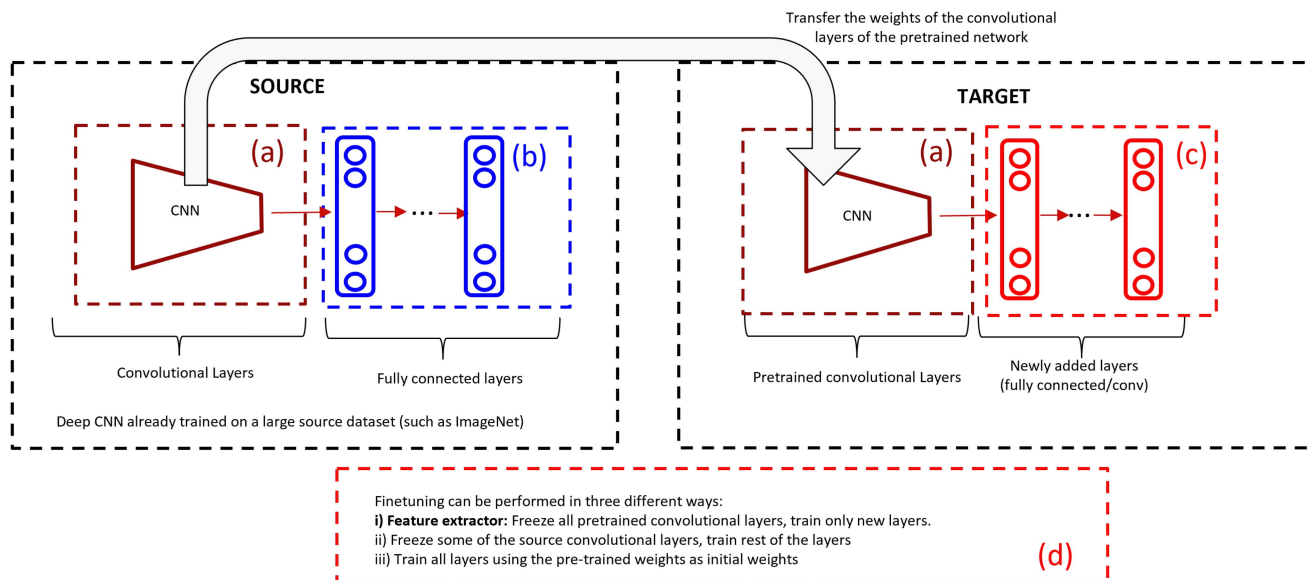 Transfer the weights of the convolutional
layers of the pretrained network
SOURCE
TARGET
(a)
(b)
(a)
(c)
CNN
...
CNN
...
Convolutional Layers
Fully connected layers
Pretrained convolutional Layers
Newly added layers
(fully connected/conv)
Deep CNN already trained on a large source dataset (such as ImageNet)
Finetuning can be performed in three different ways:
i) Feature extractor: Freeze all pretrained convolutional layers, train only new layers.
ii) Freeze some of the source convolutional layers, train rest of the layers
iii) Train all layers using the pre-trained weights as initial weights
(d)